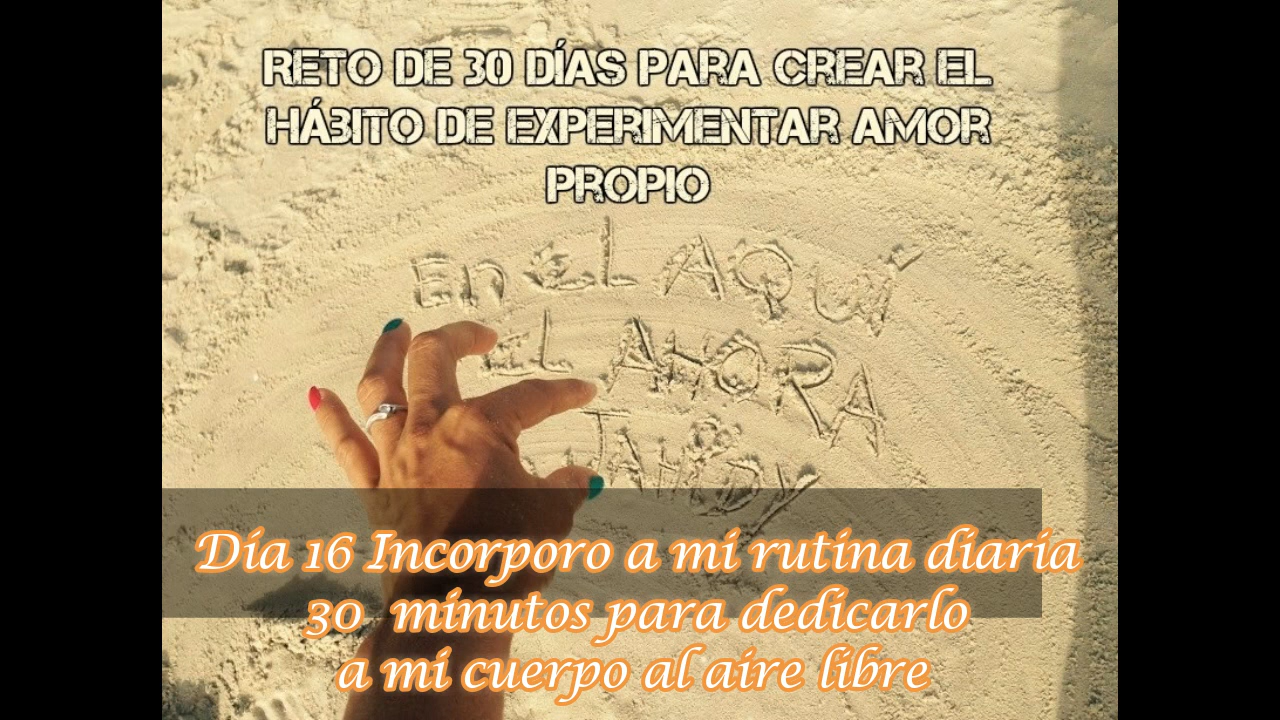 RETO DE 30 DÍAS PARA CREAR EL
HÁBITO DE EXPERIMENTAR AMOR
PROPIO
En EL AQUÍ
EL AHORA
Día 16 Incorporo a mi rutina diaria
30 minutos para dedicarlo
a mi cuerpo al aire libre